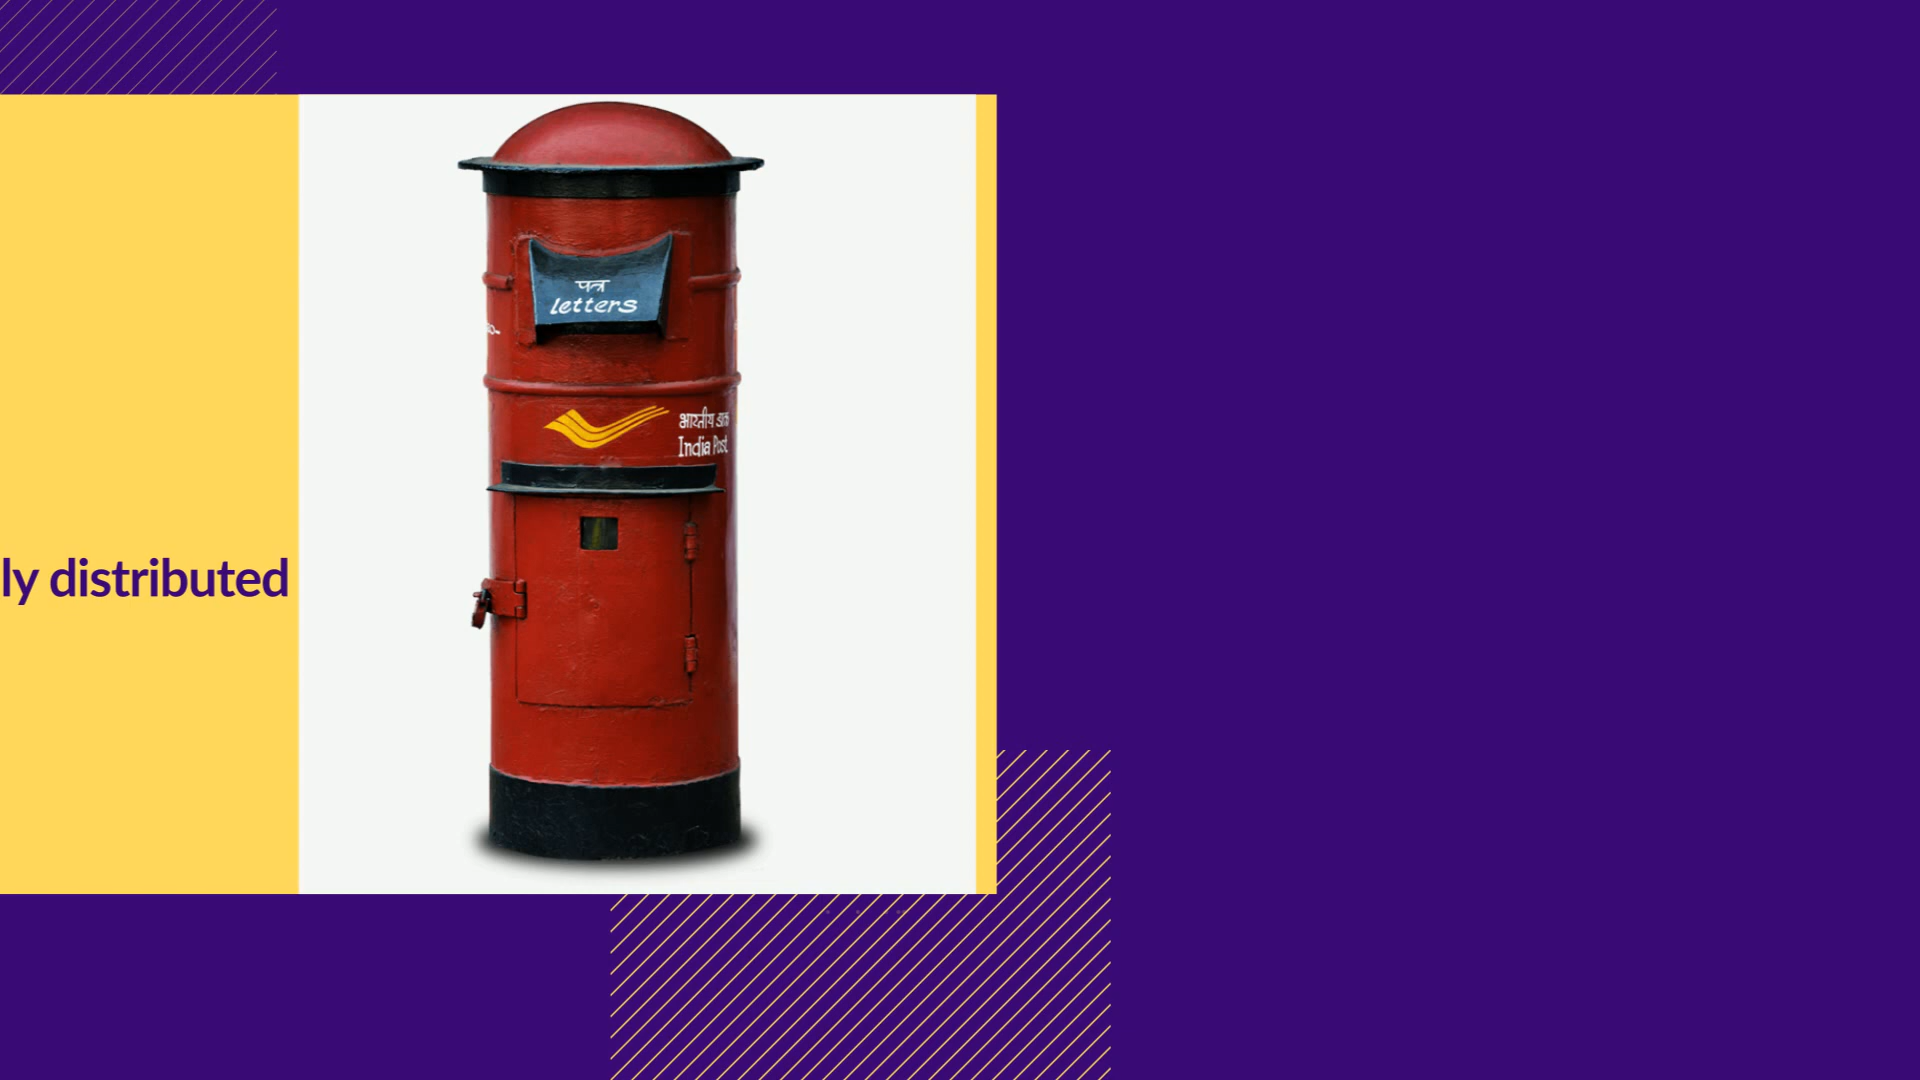 पत्र
letters
भारतीय डाक
India Post
ly distributed